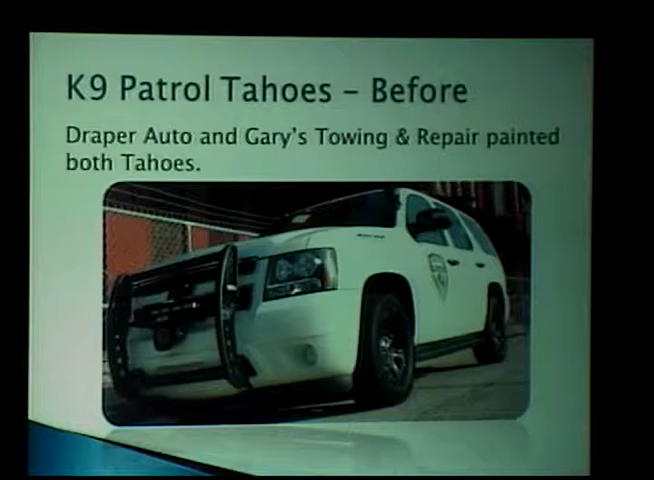 K9 Patrol Tahoes – Before
Draper Auto and Gary's Towing & Repair painted
both Tahoes.